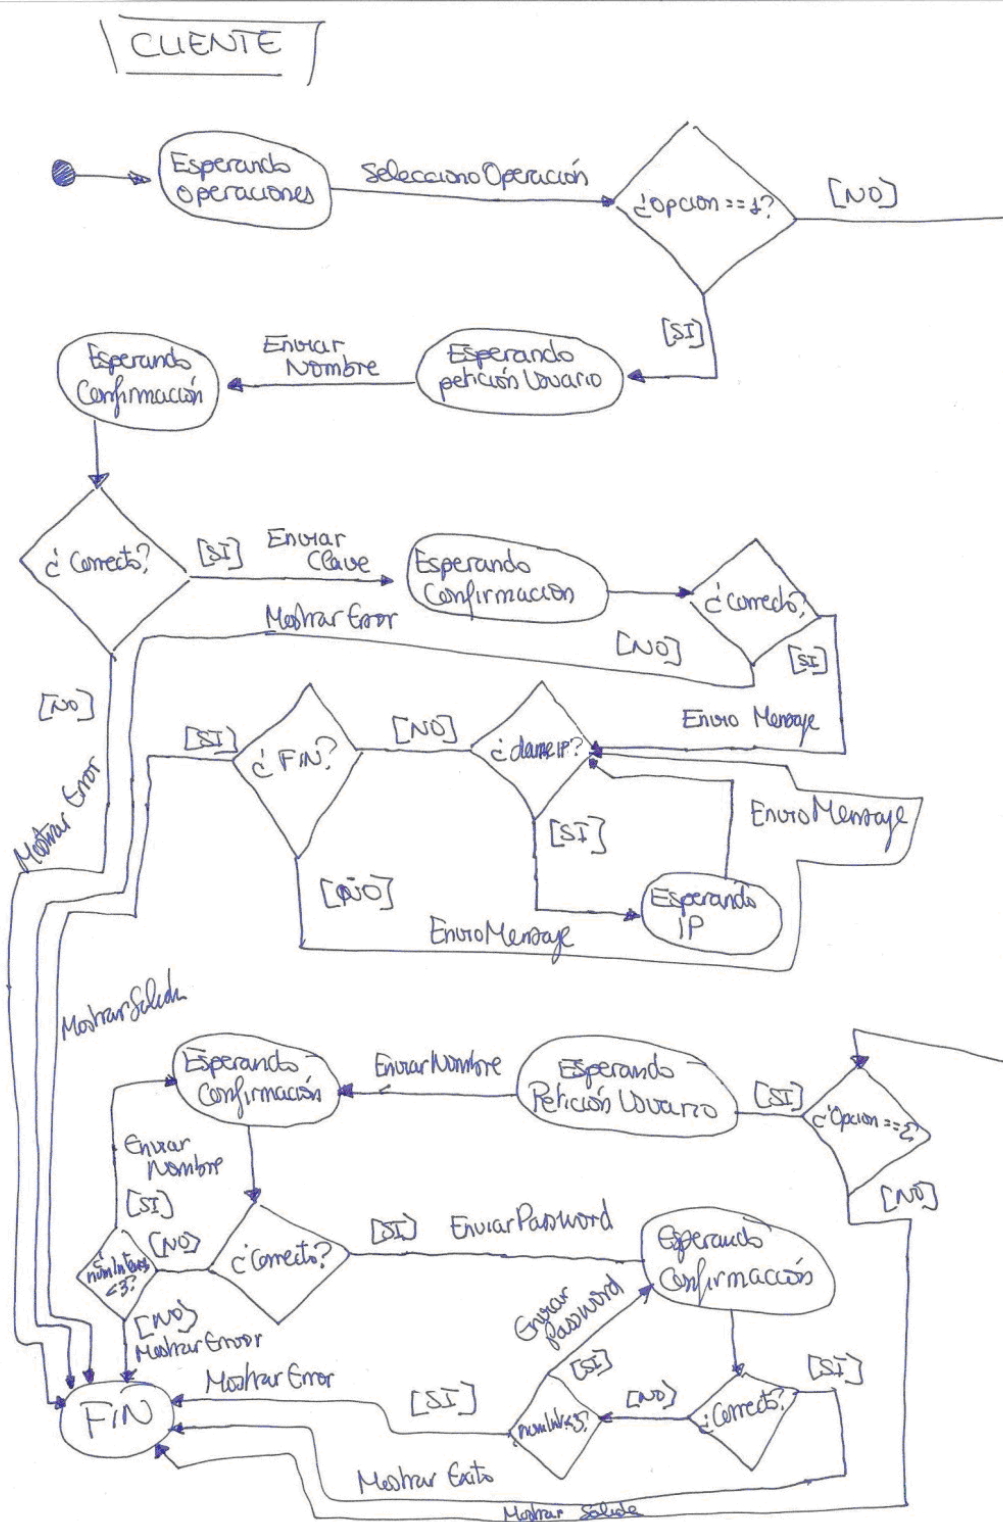 CLIENTE
Esperando
operaciones
Selecciono Operación
¿Opcion == 1?
[NO]
[SI]
Esperando
petición Usuario
Enviar
Nombre
Esperando
Confirmación
¿Correcto?
[SI]
Enviar
Clave
Esperando
Confirmación
¿Correcto?
Mostrar Error
[NO]
[SI]
[NO]
Envio Mensaje
[SI]
¿FIN?
[NO]
¿dameIP?
Mostrar Error
Envio Mensaje
[SI]
[NO]
Esperando
IP
Envio Mensaje
Mostrar Salida
Esperando
Confirmación
Enviar Nombre
Esperando
Petición Usuario
[SI]
[NO]
Enviar
Nombre
[SI]
[NO]
¿Correcto?
[SI]
Enviar Password
Esperando
Confirmacción
<3?
[NO]
Mostrar Error
Enviar
Password
[SI]
[SI]
Mostrar Error
[SI]
[NO]
¿Correcto?
FIN
Mostrar Exito
Mostrar Salida